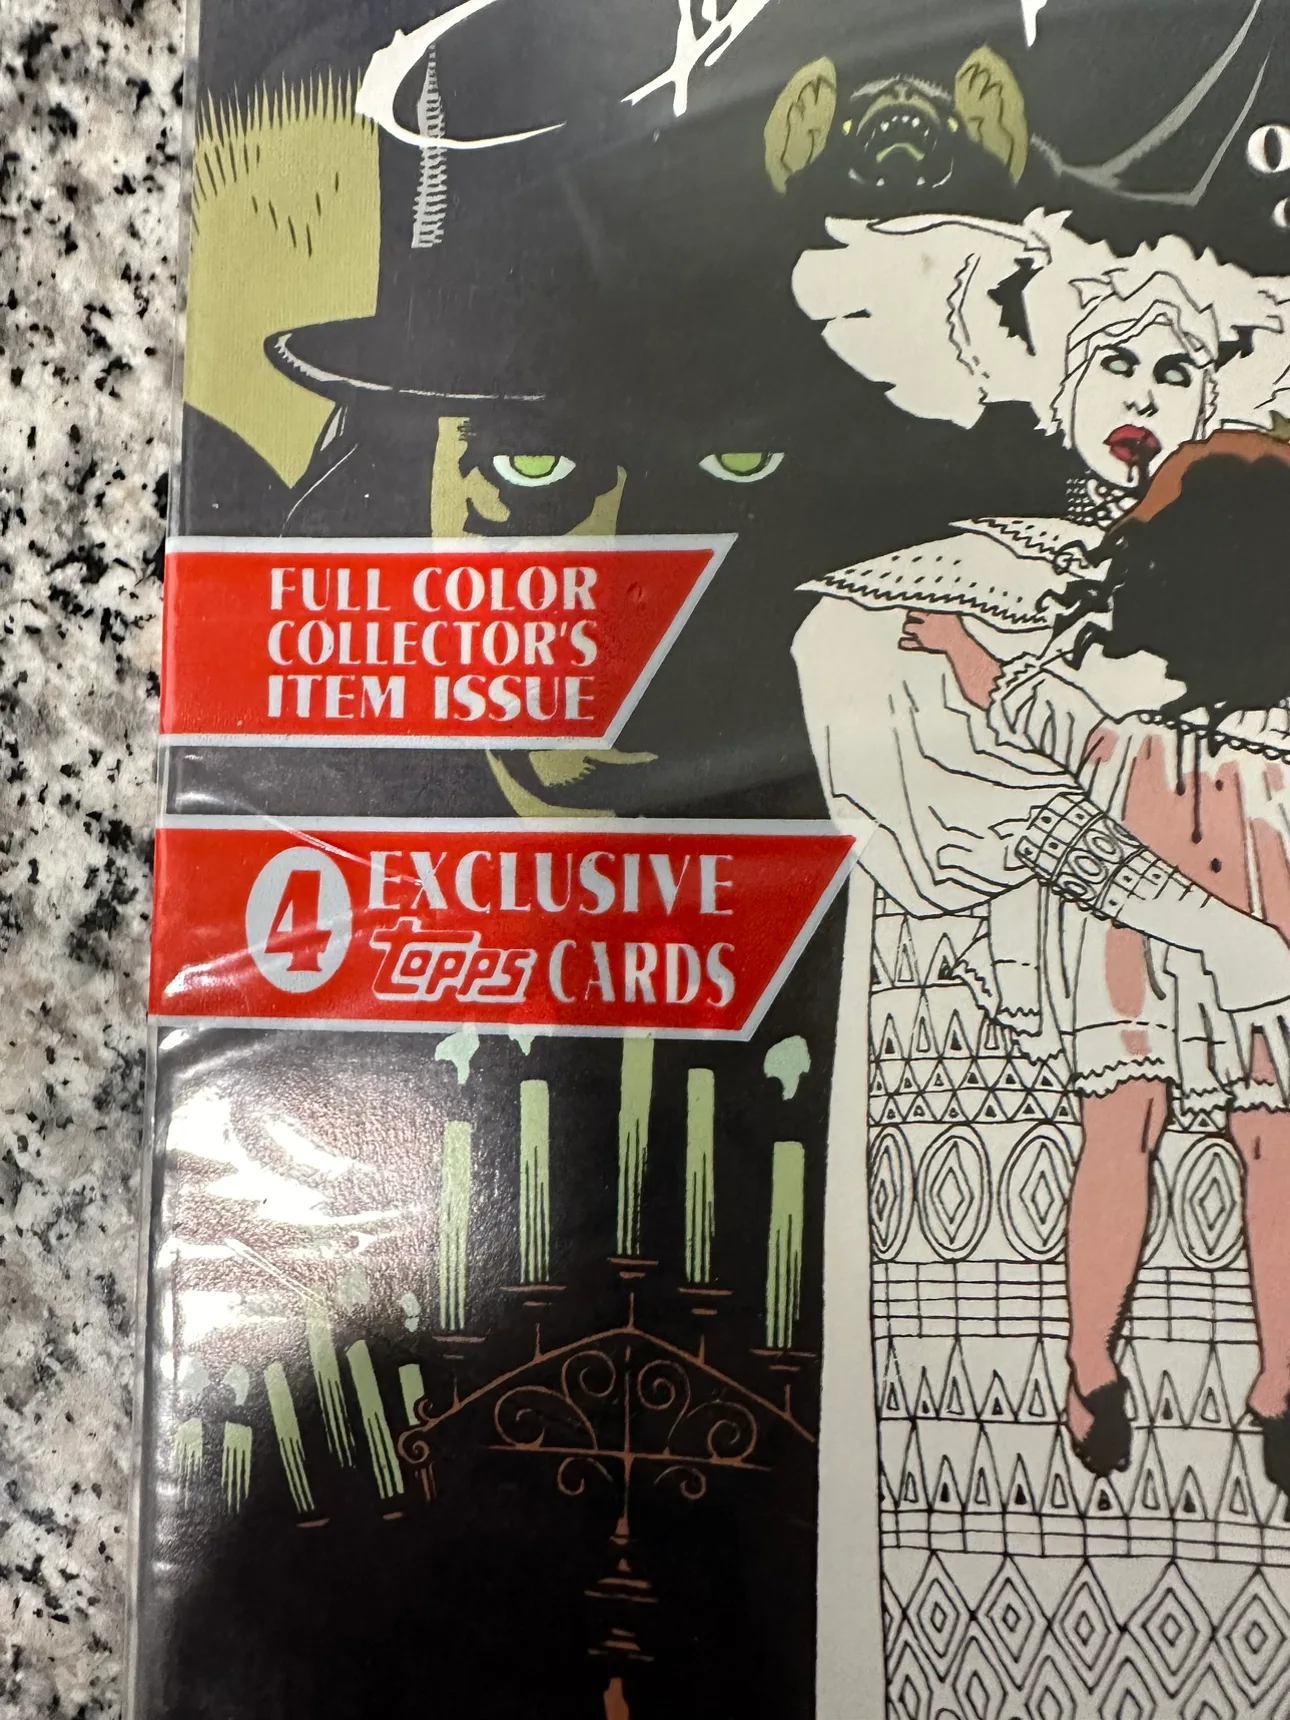 FULL COLOR
COLLECTOR'S
ITEM ISSUE
4 EXCLUSIVE
topps CARDS